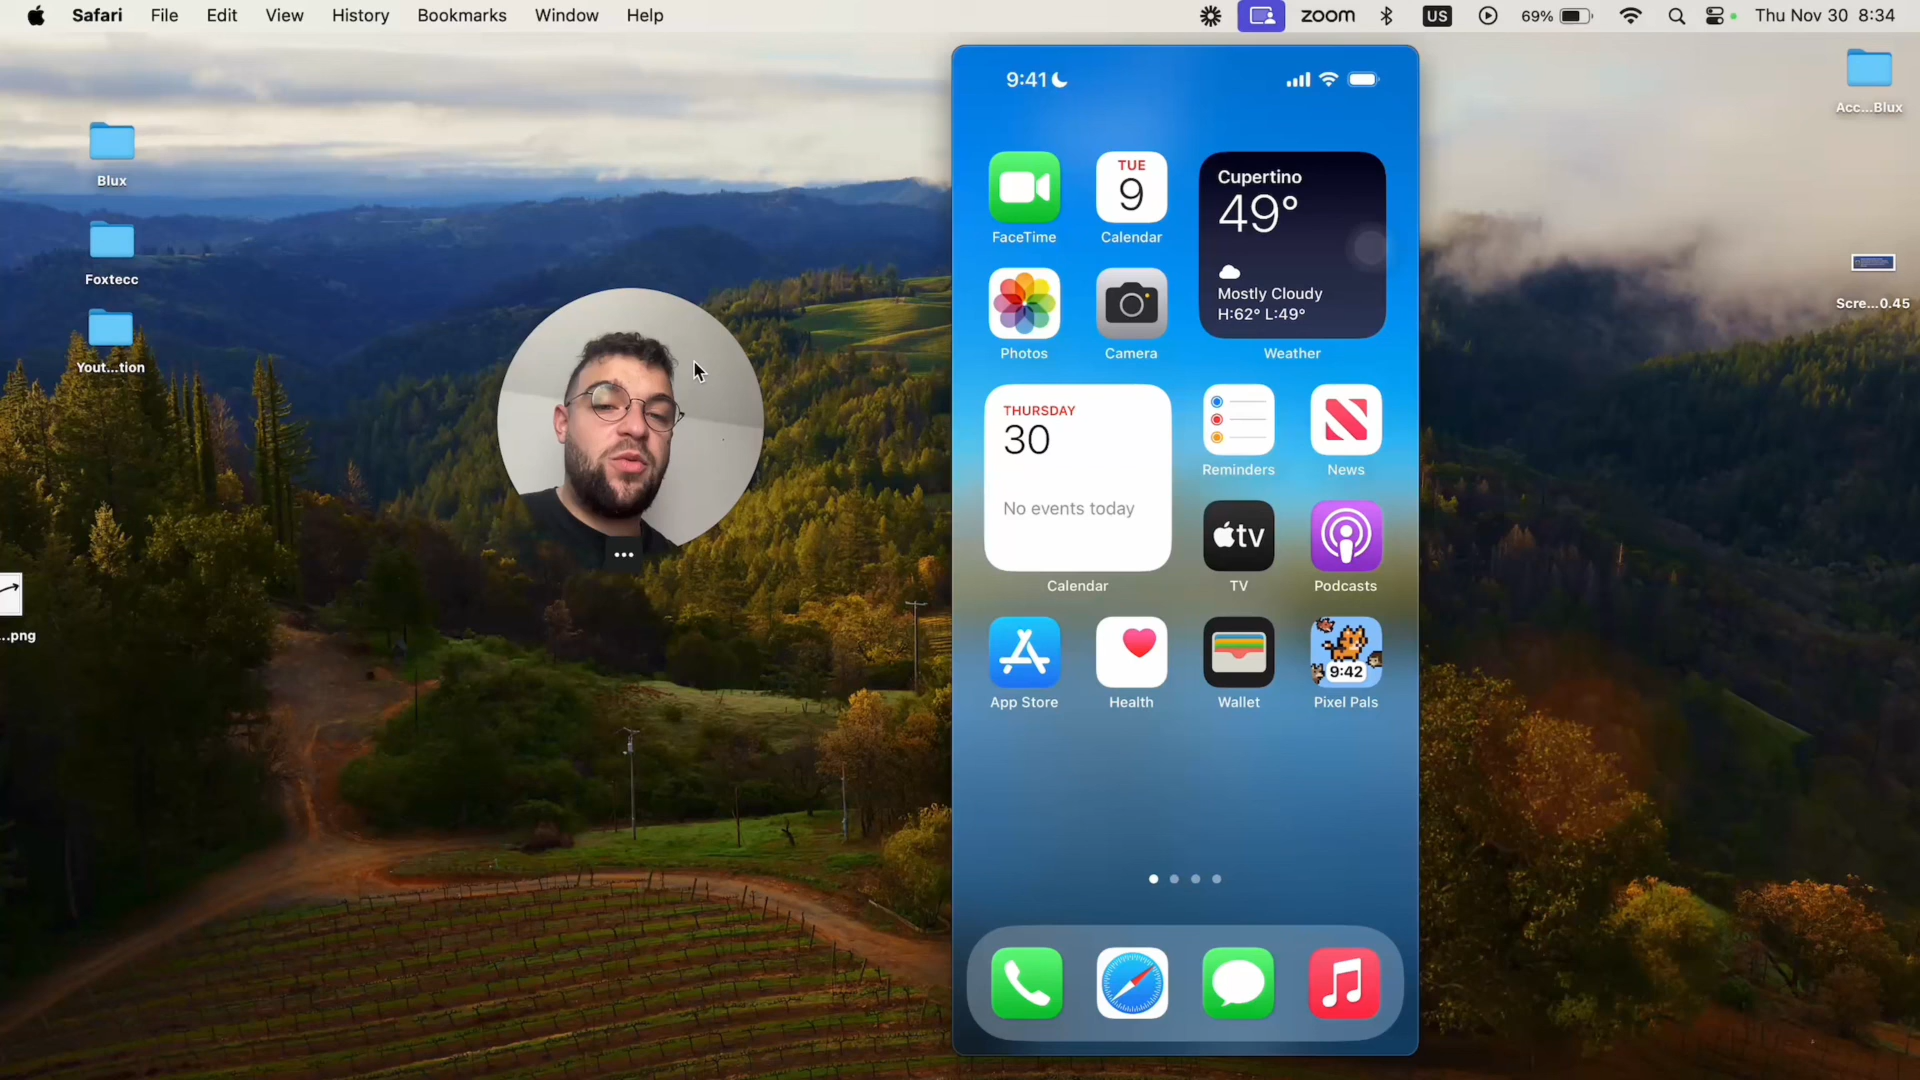 Safari File Edit View History Bookmarks Window Help
zoom US 69% Thu Nov 30 8:34
Blux
Foxtecc
Yout...tion
...png
Acc...Blux
Scre...0.45
9:41
FaceTime
TUE
9
Calendar
Cupertino
49°
Mostly Cloudy
H:62° L:49°
Weather
Photos
Camera
THURSDAY
30
No events today
Calendar
Reminders
News
tv
TV
Podcasts
App Store
Health
Wallet
9:42
Pixel Pals